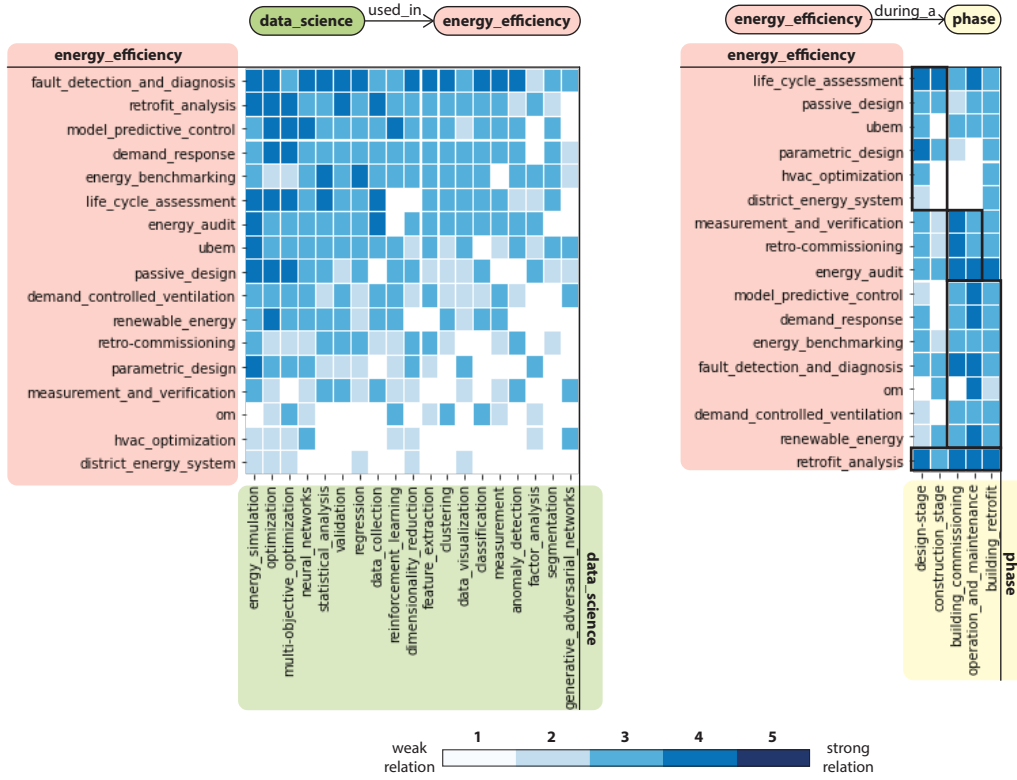 data_science used_in energy_efficiency
energy_efficiency during_a phase
energy_efficiency
fault_detection_and_diagnosis
retrofit_analysis
model_predictive_control
demand_response
energy_benchmarking
life_cycle_assessment
energy_audit
ubem
passive_design
demand_controlled_ventilation
renewable_energy
retro-commissioning
parametric_design
measurement_and_verification
om
hvac_optimization
district_energy_system
energy_simulation
optimization
multi-objective_optimization
neural_networks
statistical_analysis
validation
regression
data_collection
reinforcement_learning
dimensionality_reduction
feature_extraction
clustering
data_visualization
classification
measurement
anomaly_detection
factor_analysis
segmentation
generative_adversarial_networks
data_science
energy_efficiency
life_cycle_assessment
passive_design
ubem
parametric_design
hvac_optimization
district_energy_system
measurement_and_verification
retro-commissioning
energy_audit
model_predictive_control
demand_response
energy_benchmarking
fault_detection_and_diagnosis
om
demand_controlled_ventilation
renewable_energy
retrofit_analysis
design-stage
construction_stage
building_commissioning
operation_and_maintenance
building_retrofit
phase
1 2 3 4 5
weak
relation
strong
relation